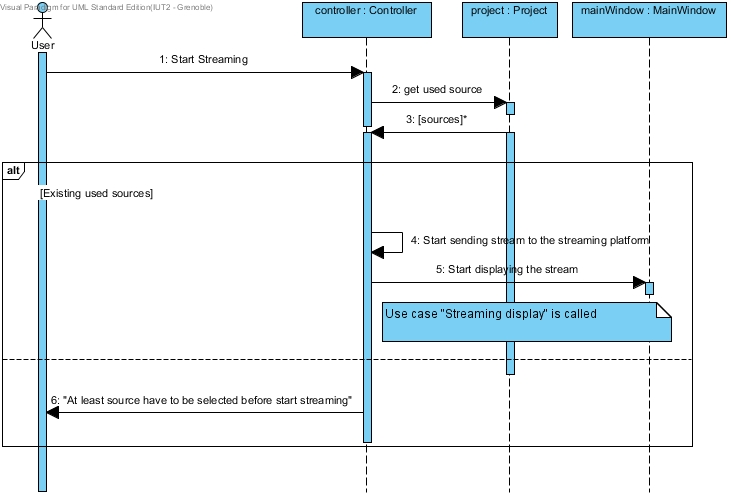 Visual Paradigm for UML Standard Edition(IUT2 - Grenoble)
controller : Controller
project : Project
mainWindow : MainWindow
User
1: Start Streaming
2: get used source
3: [sources]*
alt
[Existing used sources]
4: Start sending stream to the streaming platform
5: Start displaying the stream
Use case "Streaming display" is called
6: "At least source have to be selected before start streaming"